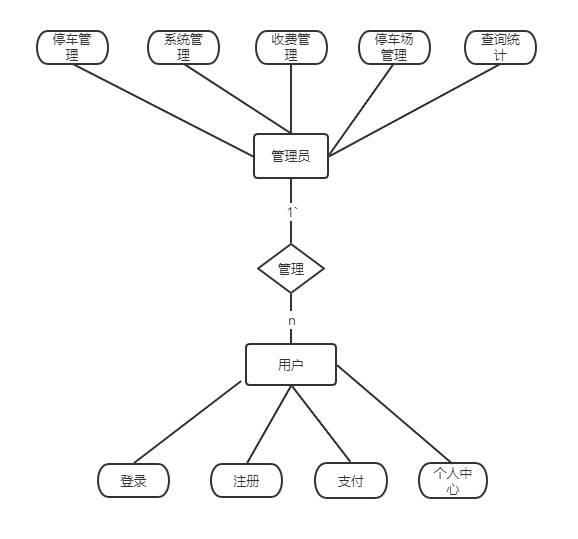 停车管
理
系统管
理
收费管
理
停车场
管理
查询统
计
管理员
1`
管理
n
用户
登录
注册
支付
个人中
心